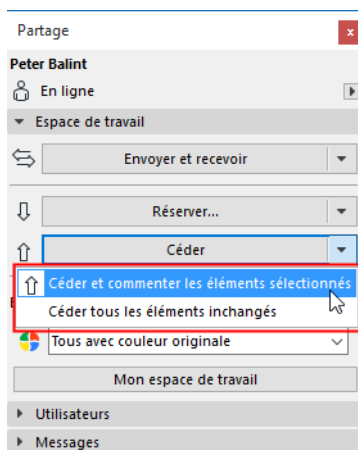 Partage
Peter Balint
En ligne
Espace de travail
Envoyer et recevoir
Réserver...
Céder
Céder et commenter les éléments sélectionnés
Céder tous les éléments inchangés
Tous avec couleur originale
Mon espace de travail
Utilisateurs
Messages